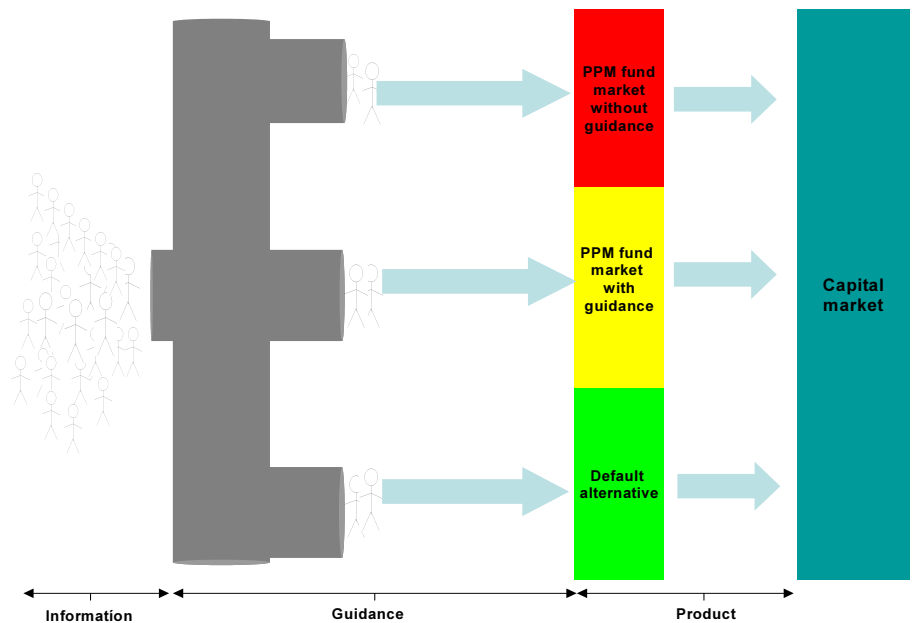 PPM fund
market
without
guidance
PPM fund
market
with
guidance
Default
alternative
Capital
market
Information
Guidance
Product